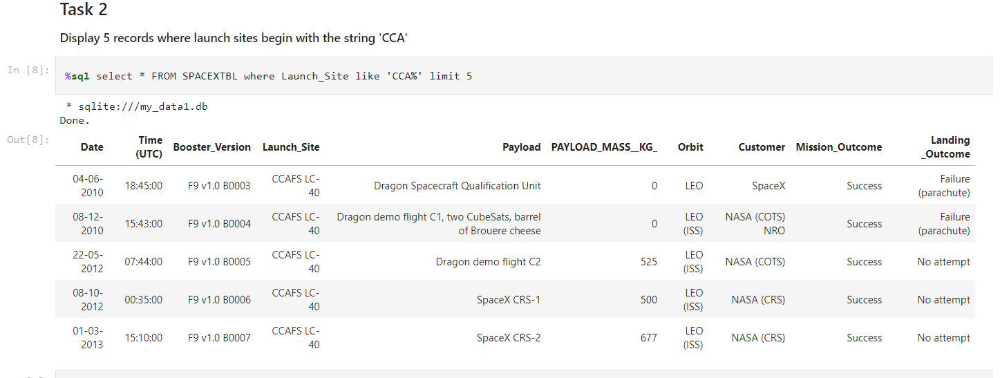 Task 2
Display 5 records where launch sites begin with the string 'CCA'
In [8]:
%sql select * FROM SPACEXTBL where Launch_Site like 'CCA%' limit 5
* sqlite:///my_data1.db
Done.
Out[8]:
Date Time (UTC) Booster_Version Launch_Site Payload PAYLOAD_MASS__KG_ Orbit Customer Mission_Outcome Landing _Outcome
04-06-2010 18:45:00 F9 v1.0 B0003 CCAFS LC-40 Dragon Spacecraft Qualification Unit 0 LEO SpaceX Success Failure (parachute)
08-12-2010 15:43:00 F9 v1.0 B0004 CCAFS LC-40 Dragon demo flight C1, two CubeSats, barrel of Brouere cheese 0 LEO (ISS) NASA (COTS) NRO Success Failure (parachute)
22-05-2012 07:44:00 F9 v1.0 B0005 CCAFS LC-40 Dragon demo flight C2 525 LEO (ISS) NASA (COTS) Success No attempt
08-10-2012 00:35:00 F9 v1.0 B0006 CCAFS LC-40 SpaceX CRS-1 500 LEO (ISS) NASA (CRS) Success No attempt
01-03-2013 15:10:00 F9 v1.0 B0007 CCAFS LC-40 SpaceX CRS-2 677 LEO (ISS) NASA (CRS) Success No attempt